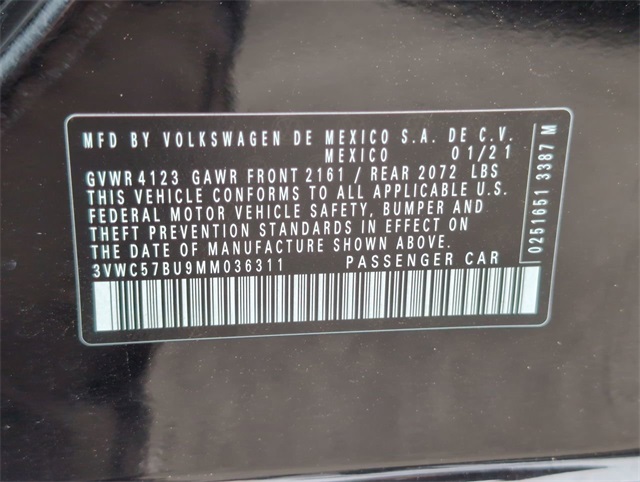 MFD BY VOLKSWAGEN DE MEXICO S.A. DE C.V.
MEXICO 01/21
GVWR 4123 GAWR FRONT 2161 / REAR 2072 LBS
THIS VEHICLE CONFORMS TO ALL APPLICABLE U.S.
FEDERAL MOTOR VEHICLE SAFETY, BUMPER AND
THEFT PREVENTION STANDARDS IN EFFECT ON
THE DATE OF MANUFACTURE SHOWN ABOVE.
3VWC57BU9MM036311 PASSENGER CAR
0251651 3387 M